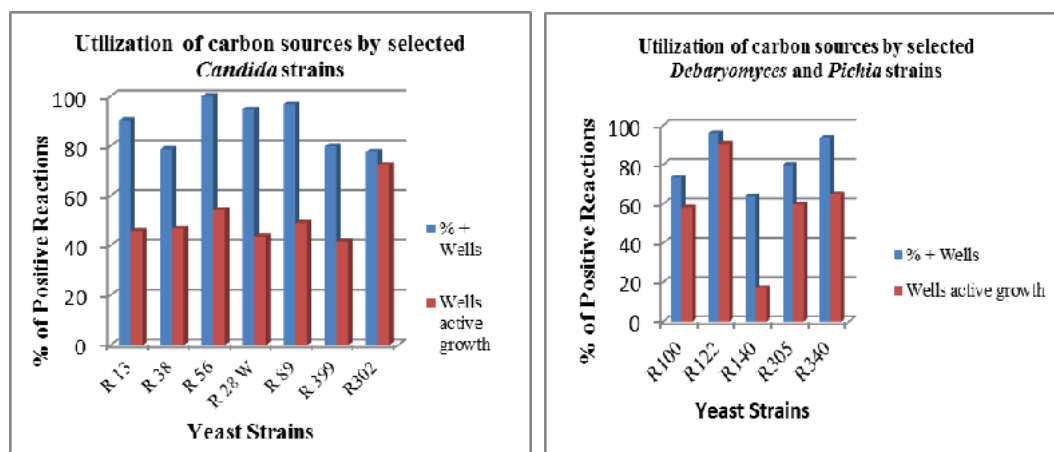 Utilization of carbon sources by selected
Candida strains
% of Positive Reactions
100
80
60
40
20
0
R 13
R 38
R 56
R 28 W
R 89
R 399
R302
Yeast Strains
% +
Wells
Wells
active
growth
Utilization of carbon sources by selected
Debaryomyces and Pichia strains
% of Positive Reactions
100
80
60
40
20
0
R100
R122
R140
R305
R340
Yeast Strains
% + Wells
Wells active growth